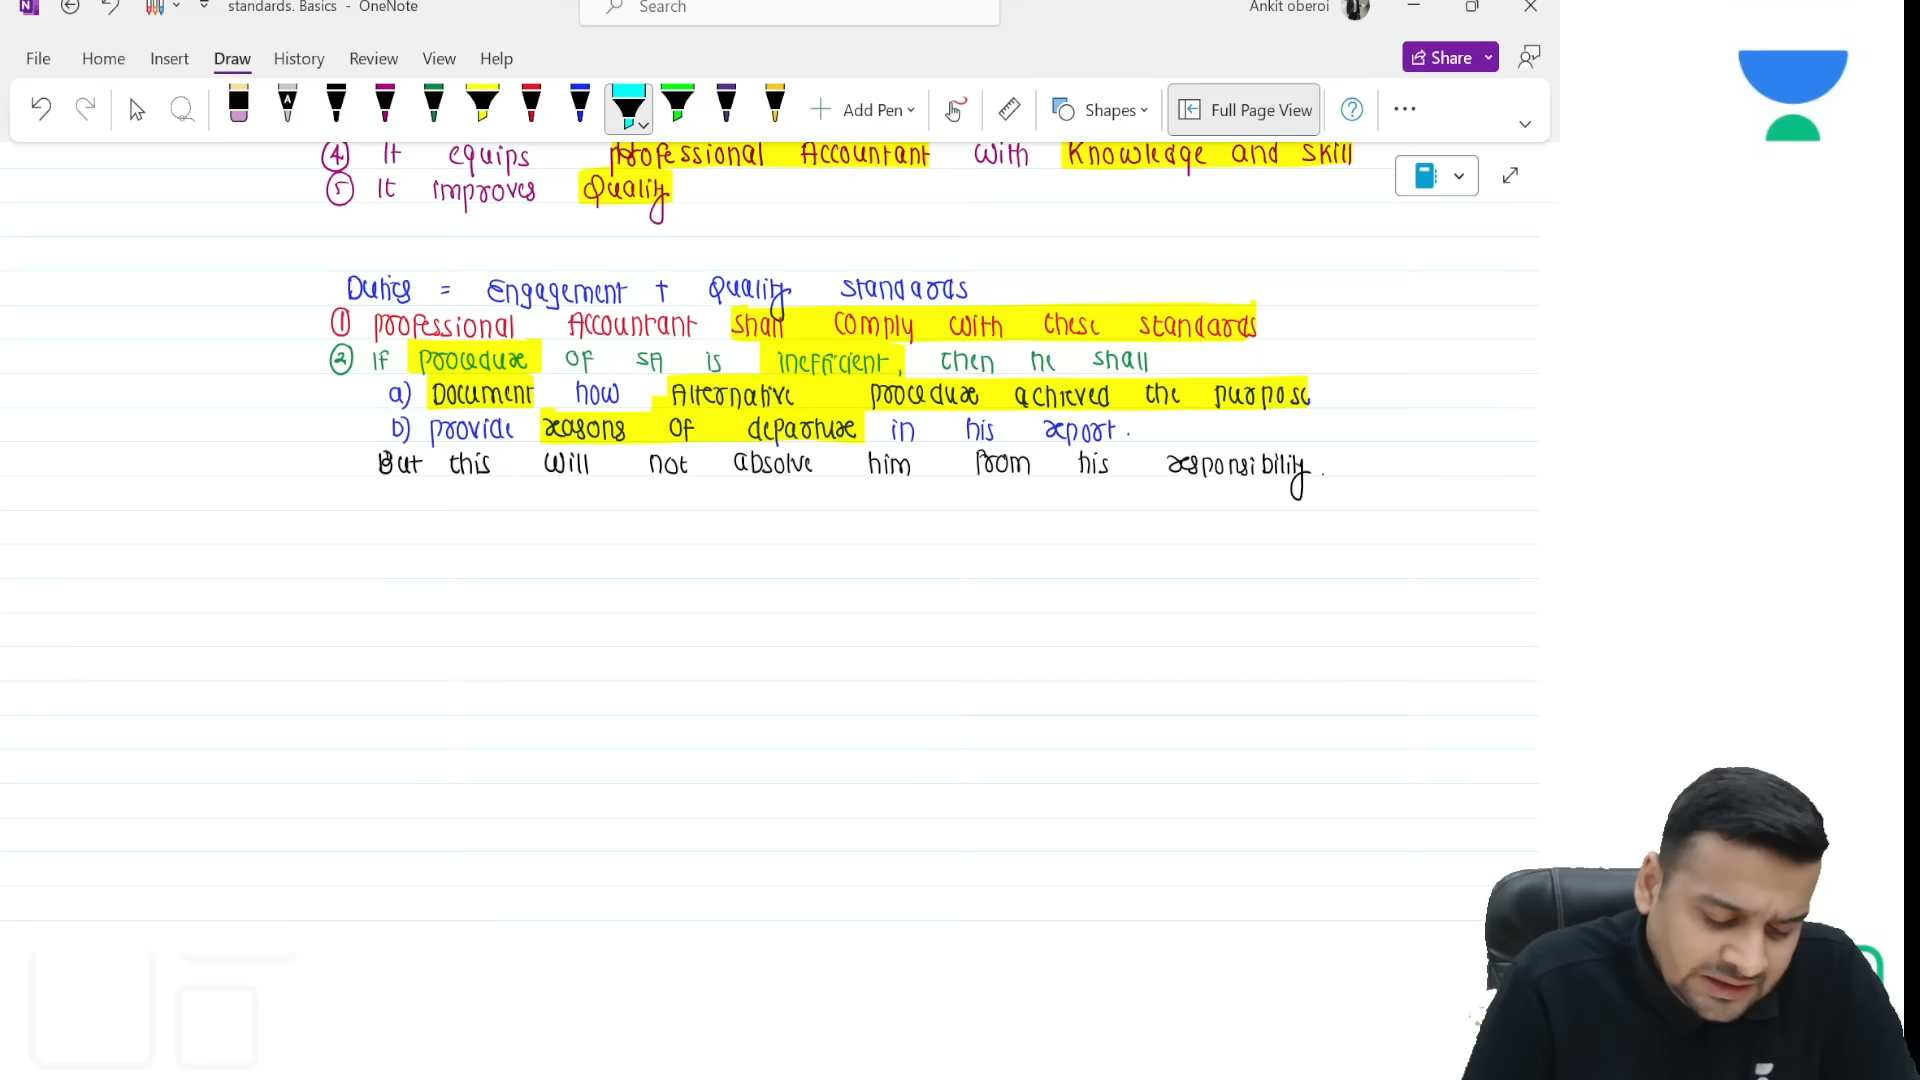 standards. Basics - OneNote
Search
Ankit oberoi
File Home Insert Draw History Review View Help
Share
Add Pen
Shapes
Full Page View
④ It equips professional Accountant with Knowledge and skill
⑤ It improves Quality
Duties = Engagement + Quality standards
① professional Accountant shall comply with these standards
② If procedure of SA is inefficient, then he shall
a) Document how Alternative procedure achieved the purpose
b) provide reasons of departure in his report.
But this will not absolve him from his responsibility.